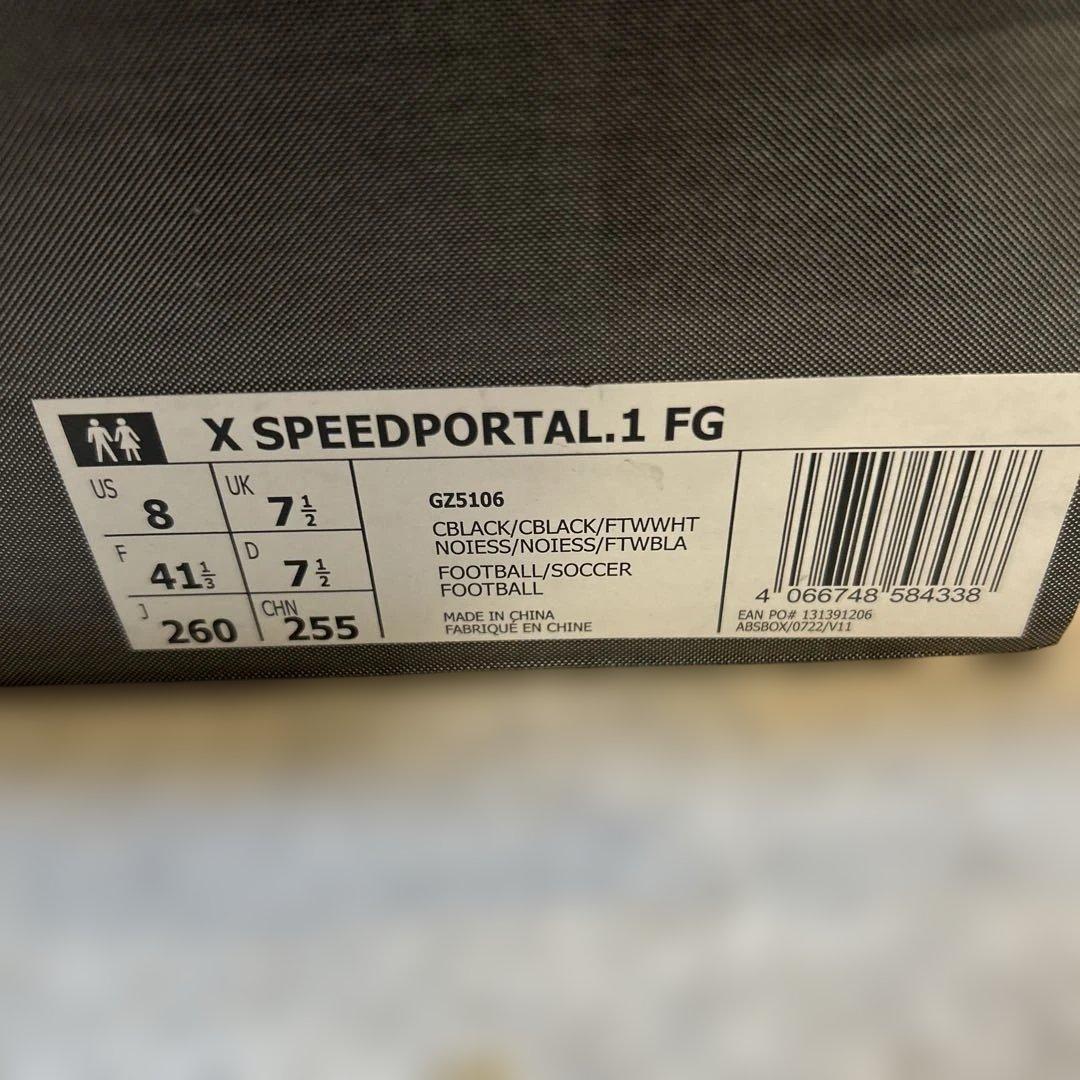 X SPEEDPORTAL.1 FG
US 8 UK 7 1/2
F 41 1/3 D 7 1/2
J 260 CHN 255
GZ5106
CBLACK/CBLACK/FTWWHT
NOIESS/NOIESS/FTWBLA
FOOTBALL/SOCCER
FOOTBALL
MADE IN CHINA
FABRIQUÉ EN CHINE
4 066748 584338
EAN PO# 131391206
ABSBOX/0722/V11